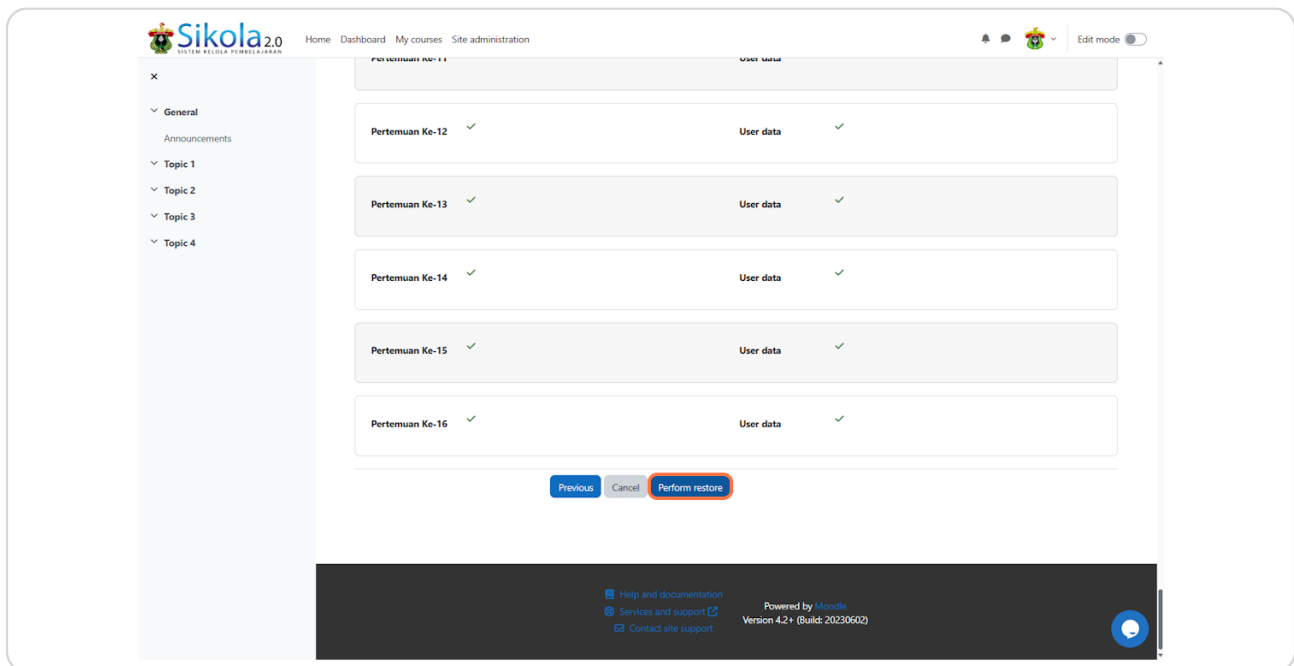 Sikola 2.0
SISTEM KELOLA PEMBELAJARAN
Home Dashboard My courses Site administration
Edit mode
General
Announcements
Topic 1
Topic 2
Topic 3
Topic 4
Pertemuan Ke-11 User data
Pertemuan Ke-12 User data
Pertemuan Ke-13 User data
Pertemuan Ke-14 User data
Pertemuan Ke-15 User data
Pertemuan Ke-16 User data
Previous Cancel Perform restore
Help and documentation
Services and support
Contact site support
Powered by Moodle
Version 4.2+ (Build: 20230602)